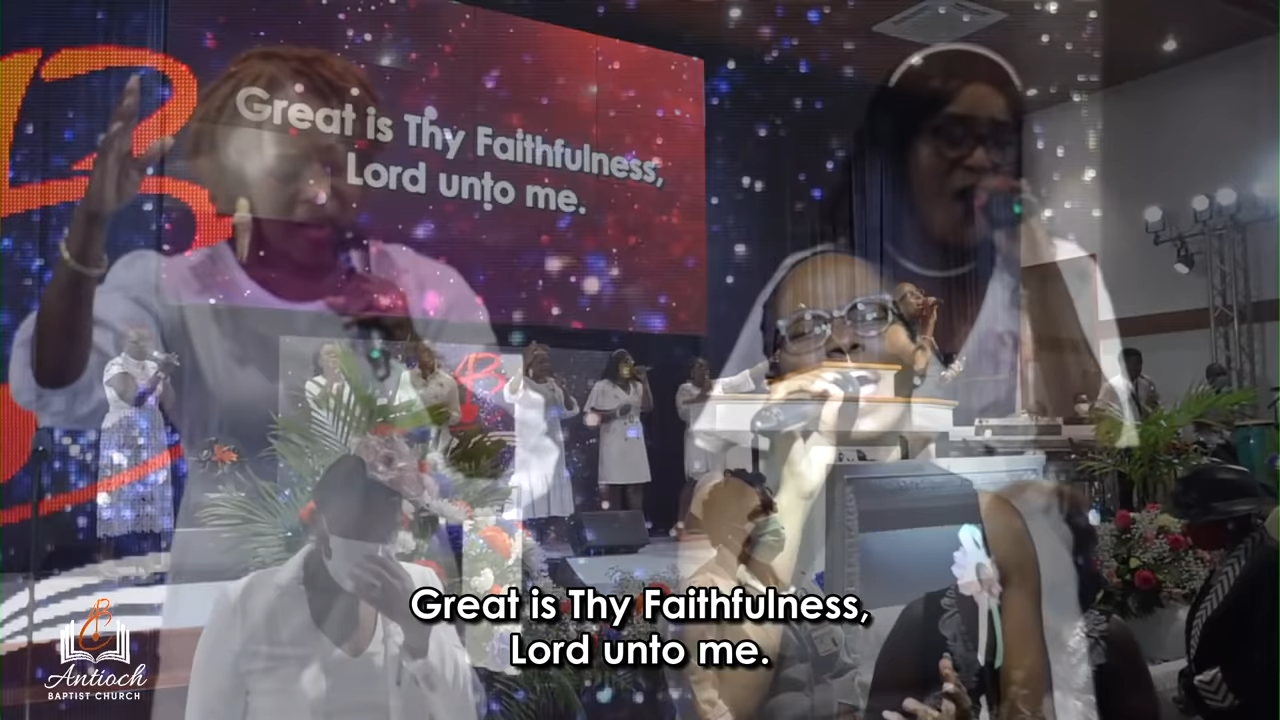 Great is Thy Faithfulness,
Lord unto me.
Great is Thy Faithfulness,
Lord unto me.
Antioch
BAPTIST CHURCH